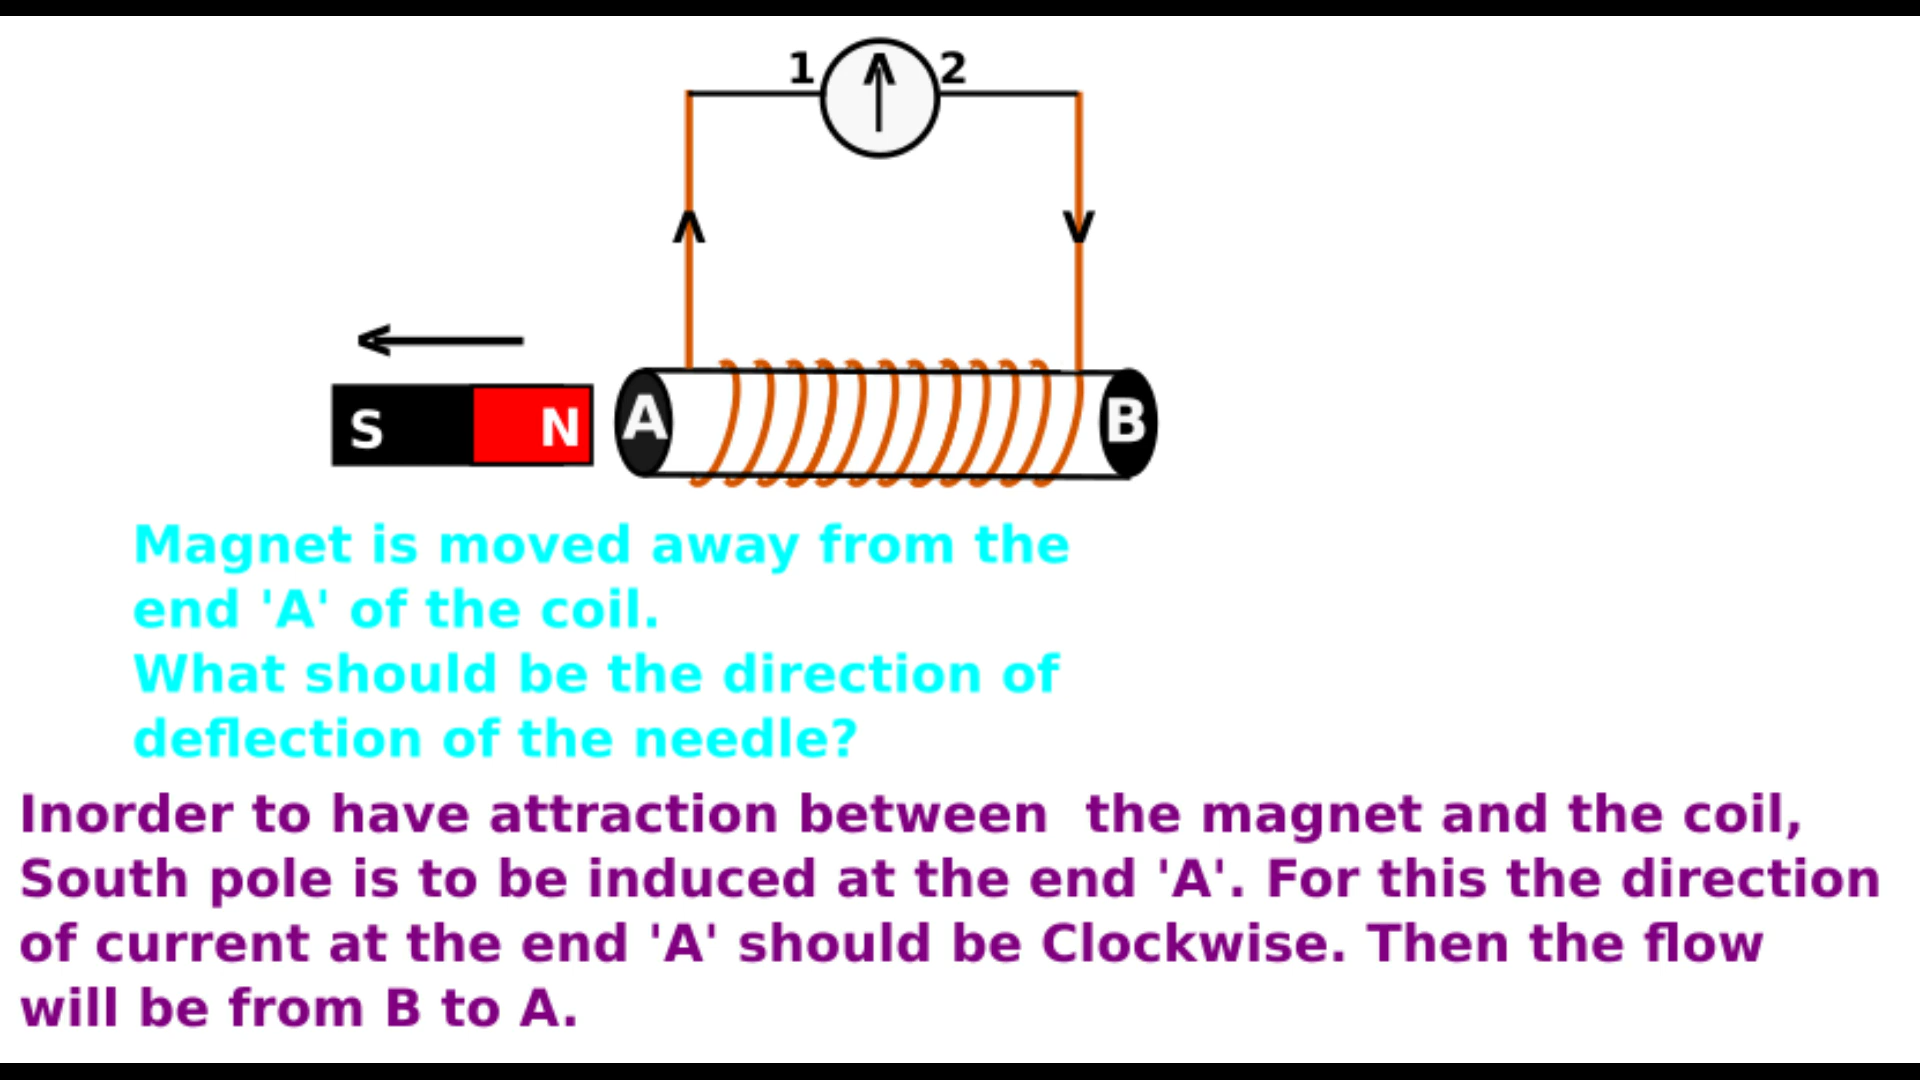 1 2
S N A B
Magnet is moved away from the
end 'A' of the coil.
What should be the direction of
deflection of the needle?
Inorder to have attraction between  the magnet and the coil,
South pole is to be induced at the end 'A'. For this the direction
of current at the end 'A' should be Clockwise. Then the flow
will be from B to A.